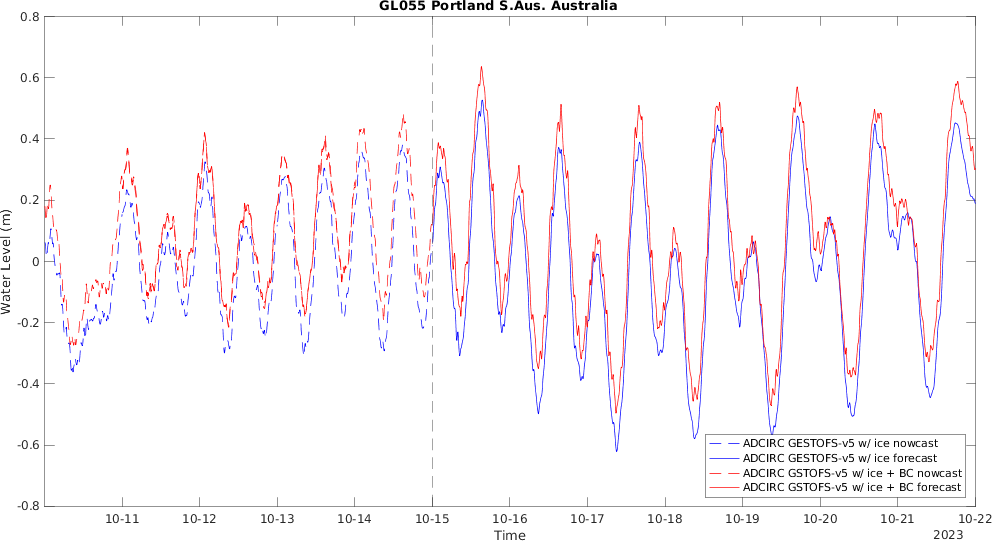 GL055 Portland S.Aus. Australia
0.8
0.6
0.4
0.2
0
-0.2
-0.4
-0.6
-0.8
Water Level (m)
10-11 10-12 10-13 10-14 10-15 10-16 10-17 10-18 10-19 10-20 10-21 10-22
Time
2023
ADCIRC GESTOFS-v5 w/ ice nowcast
ADCIRC GESTOFS-v5 w/ ice forecast
ADCIRC GSTOFS-v5 w/ ice + BC nowcast
ADCIRC GSTOFS-v5 w/ ice + BC forecast